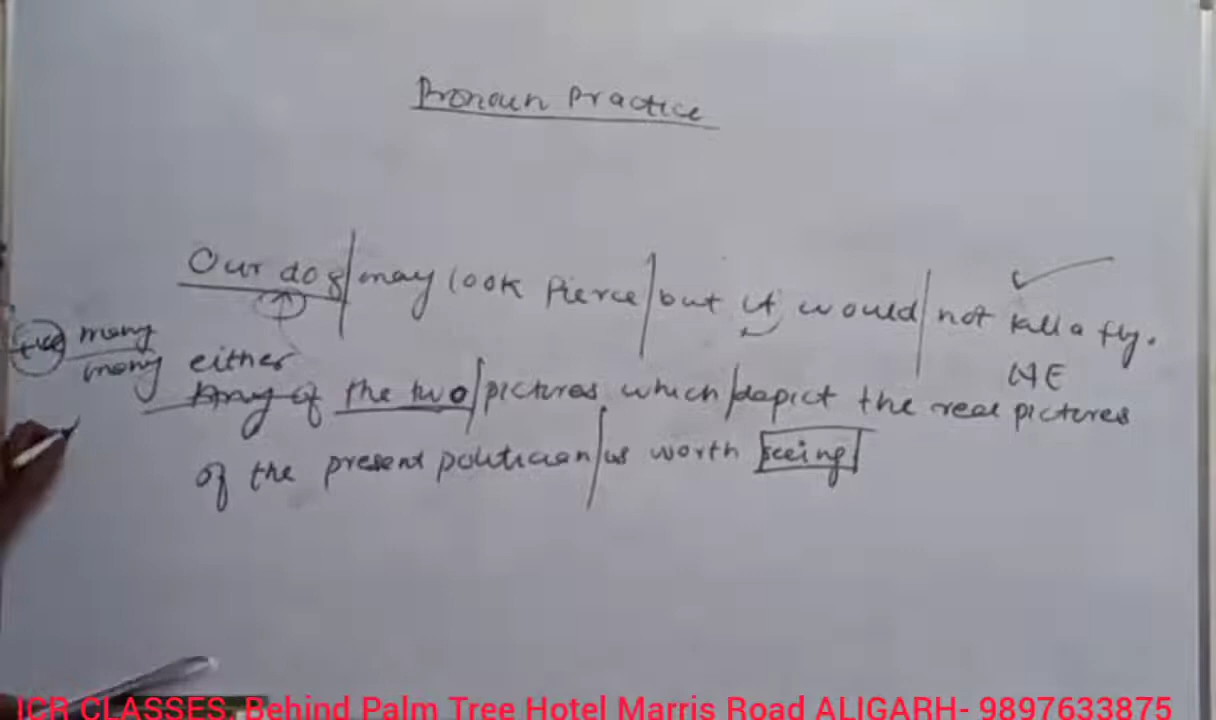 Pronoun Practice
Our dog/may look Pierce/but it would/not kill a fly.
many
many either
NE
Any of the two/pictures which/depict the real pictures
of the present politician/is worth seeing
ICR CLASSES, Behind Palm Tree Hotel Marris Road ALIGARH- 9897633875